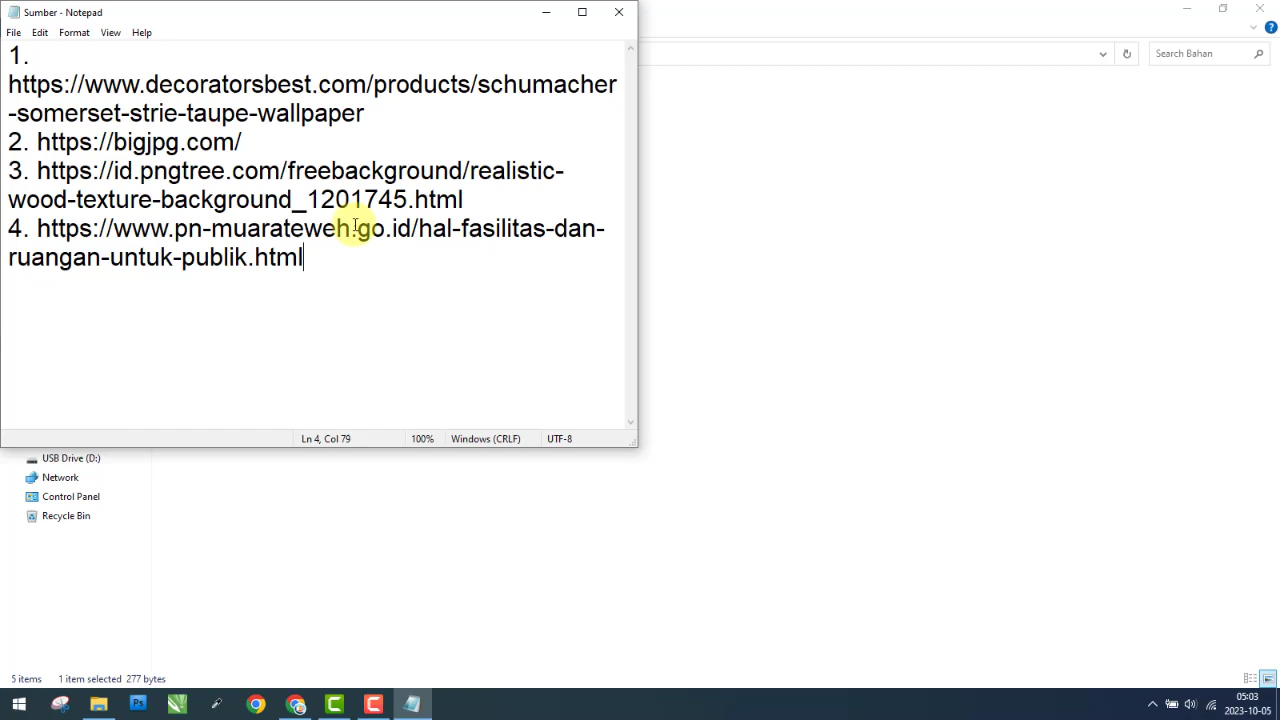 Sumber - Notepad
File Edit Format View Help
1.
https://www.decoratorsbest.com/products/schumacher
-somerset-strie-taupe-wallpaper
2. https://bigjpg.com/
3. https://id.pngtree.com/freebackground/realistic-
wood-texture-background_1201745.html
4. https://www.pn-muarateweh.go.id/hal-fasilitas-dan-
ruangan-untuk-publik.html
Ln 4, Col 79 100% Windows (CRLF) UTF-8
Search Bahan
USB Drive (D:)
Network
Control Panel
Recycle Bin
5 items 1 item selected 277 bytes
Ps
05:03
2023-10-05